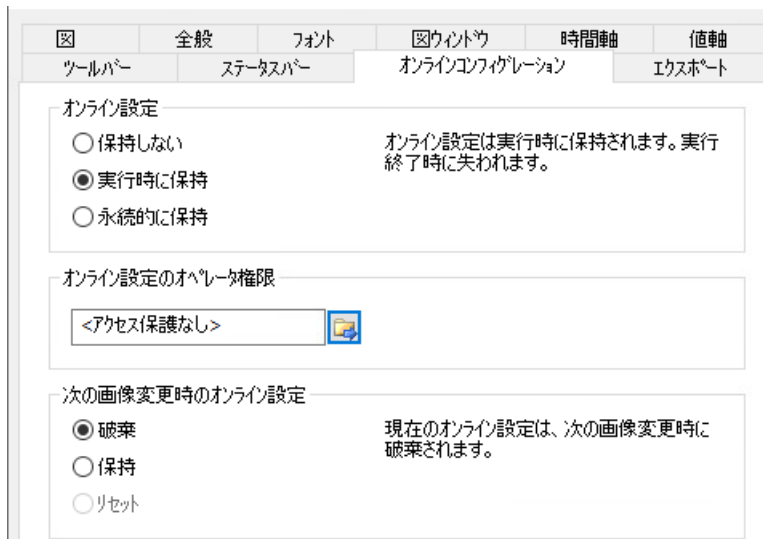 図 全般 フォント 図ウィンドウ 時間軸 値軸
ツールバー ステータスバー オンラインコンフィグレーション エクスポート
オンライン設定
保持しない
オンライン設定は実行時に保持されます。実行
終了時に失われます。
実行時に保持
永続的に保持
オンライン設定のオペレータ権限
<アクセス保護なし>
次の画像変更時のオンライン設定
破棄
現在のオンライン設定は、次の画像変更時に
破棄されます。
保持
リセット